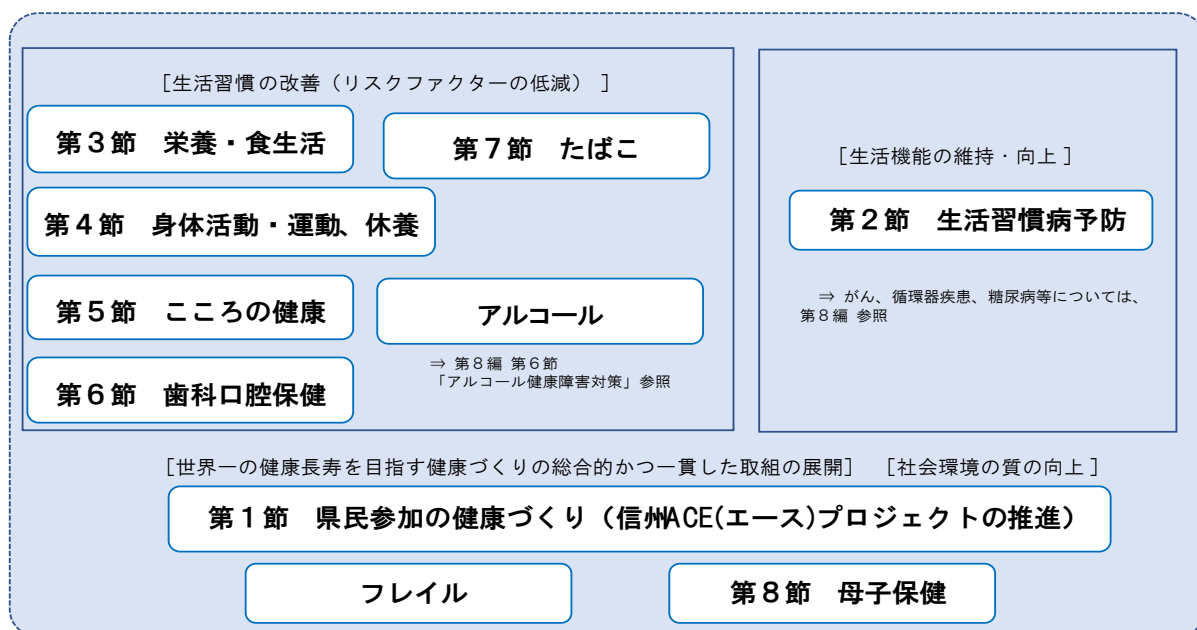 [生活習慣の改善（リスクファクターの低減） ]
第３節　栄養・食生活
第７節　たばこ
第４節　身体活動・運動、休養
第５節　こころの健康
アルコール
⇒ 第８編 第６節
「アルコール健康障害対策」参照
第６節　歯科口腔保健
[生活機能の維持・向上 ]
第２節　生活習慣病予防
⇒ がん、循環器疾患、糖尿病等については、
第８編 参照
[世界一の健康長寿を目指す健康づくりの総合的かつ一貫した取組の展開]　[社会環境の質の向上 ]
第１節　県民参加の健康づくり（信州ACE(エース)プロジェクトの推進）
フレイル
第８節　母子保健